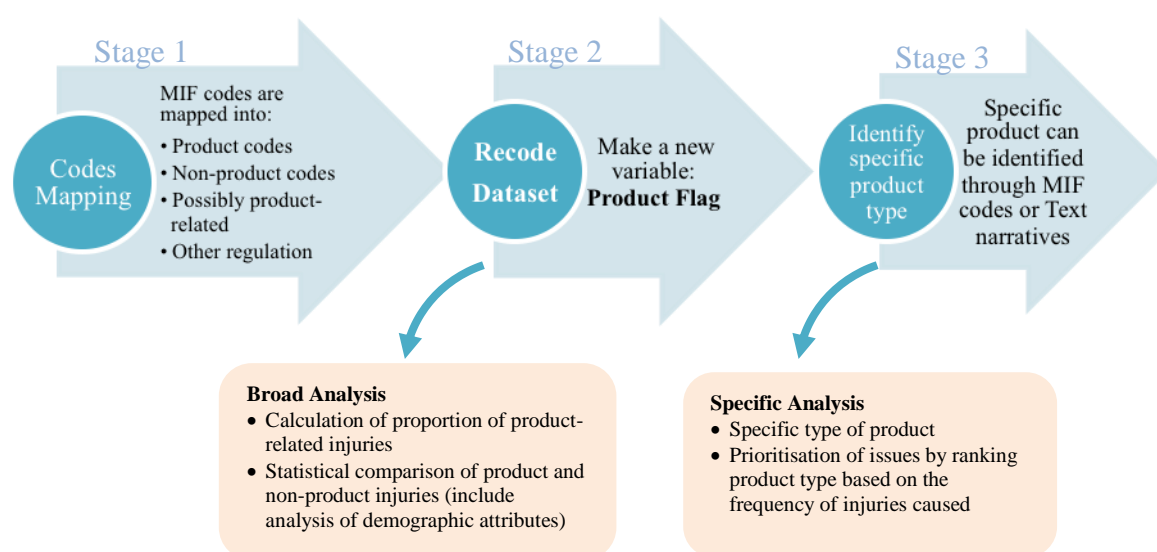 Stage 1
Codes
Mapping
MIF codes are
mapped into:
• Product codes
• Non-product codes
• Possibly product-
related
• Other regulation
Stage 2
Recode
Dataset
Make a new
variable:
Product Flag
Stage 3
Identify
specific
product
type
Specific
product can
be identified
through MIF
codes or Text
narratives
Broad Analysis
• Calculation of proportion of product-
related injuries
• Statistical comparison of product and
non-product injuries (include
analysis of demographic attributes)
Specific Analysis
• Specific type of product
• Prioritisation of issues by ranking
product type based on the
frequency of injuries caused